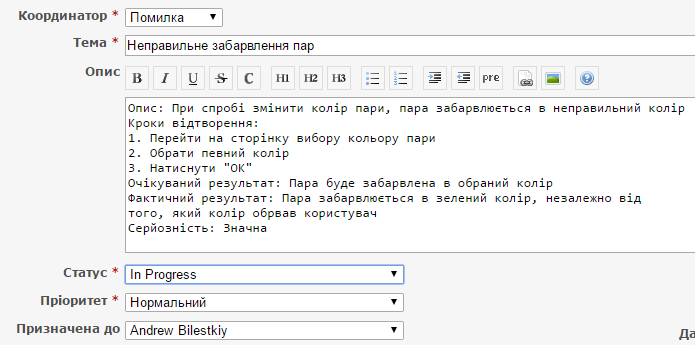 Координатор * Помилка
Тема * Неправильне забарвлення пар
Опис B I U S C H1 H2 H3 pre
Опис: При спробі змінити колір пари, пара забарвлюється в неправильний колір
Кроки відтворення:
1. Перейти на сторінку вибору кольору пари
2. Обрати певний колір
3. Натиснути "ОК"
Очікуваний результат: Пара буде забарвлена в обраний колір
Фактичний результат: Пара забарвлюється в зелений колір, незалежно від
того, який колір обрвав користувач
Серйозність: Значна
Статус * In Progress
Пріоритет * Нормальний
Призначена до Andrew Bilestkiy
Да